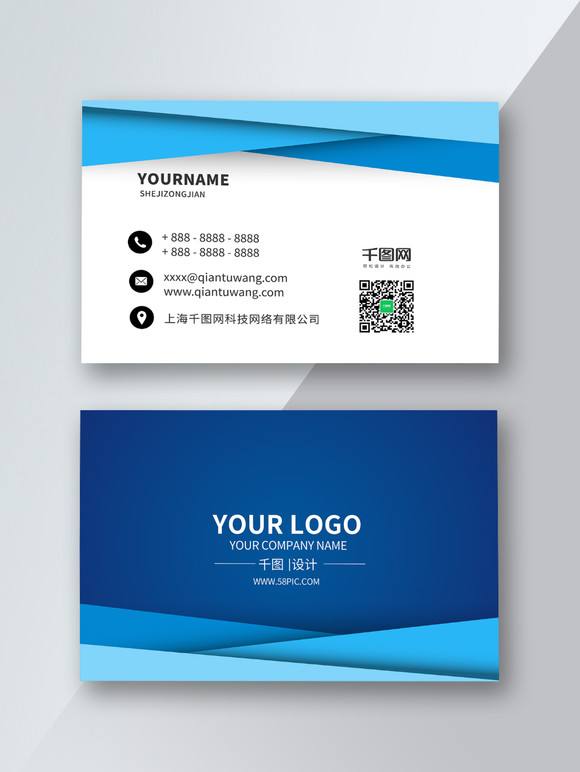 YOURNAME
SHEJIZONGJIAN
+ 888 - 8888 - 8888
+ 888 - 8888 - 8888
xxxx@qiantuwang.com
www.qiantuwang.com
上海千图网科技网络有限公司
千图网
YOUR LOGO
YOUR COMPANY NAME
千图 |设计
WWW.58PIC.COM